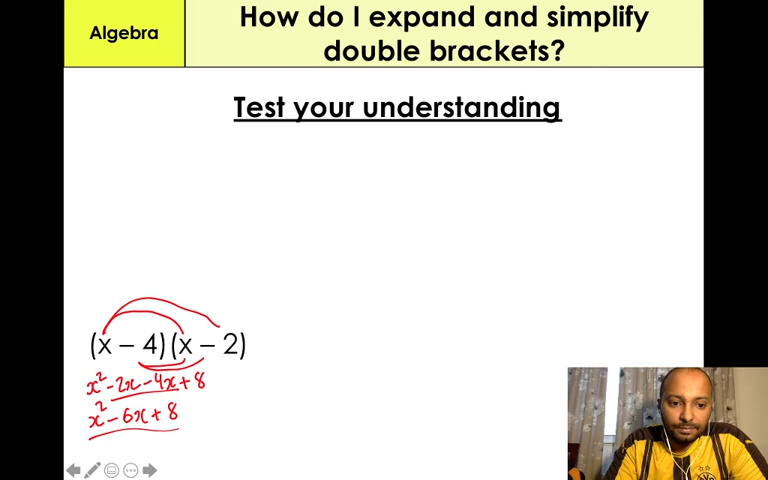 Algebra
How do I expand and simplify
double brackets?
Test your understanding
(x – 4)(x – 2)
x² - 2x - 4x + 8
x² - 6x + 8